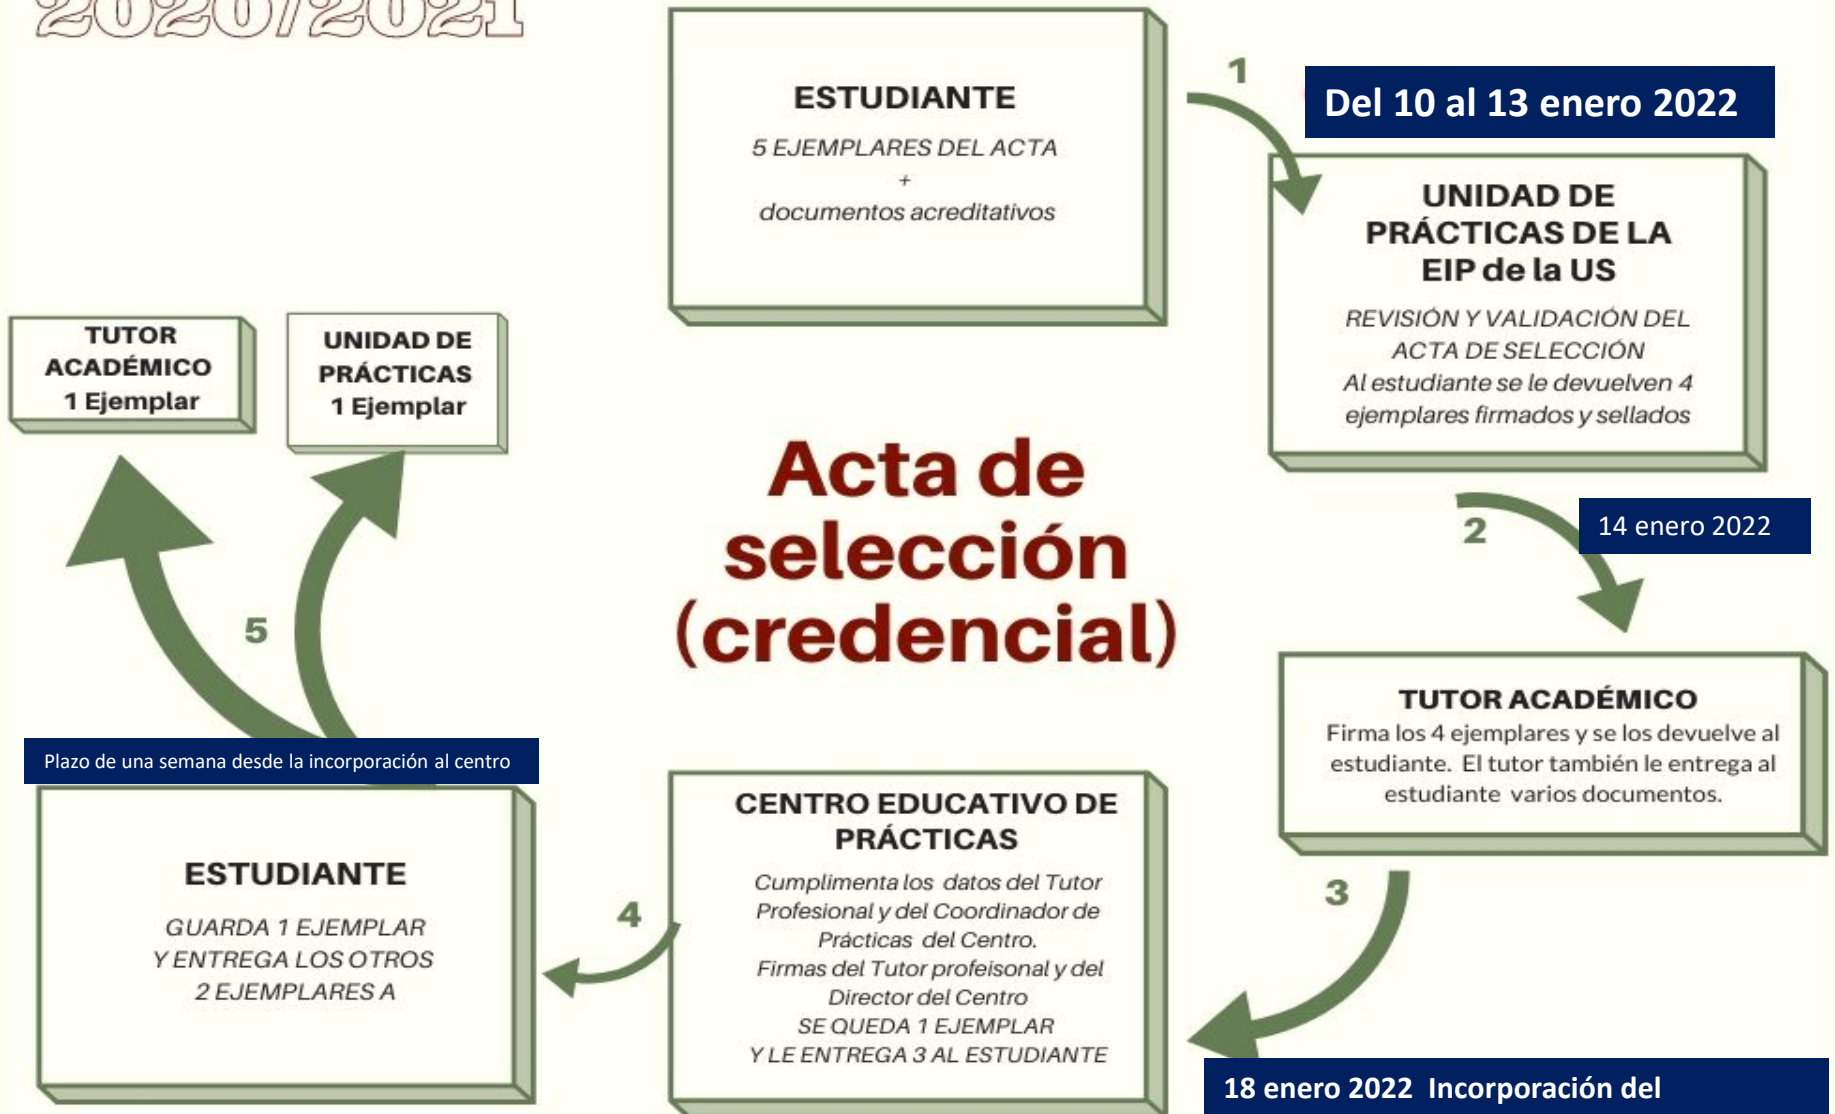 2020/2021
ESTUDIANTE
5 EJEMPLARES DEL ACTA
+
documentos acreditativos
1
Del 10 al 13 enero 2022
UNIDAD DE
PRÁCTICAS DE LA
EIP de la US
REVISIÓN Y VALIDACIÓN DEL
ACTA DE SELECCIÓN
Al estudiante se le devuelven 4
ejemplares firmados y sellados
TUTOR
ACADÉMICO
1 Ejemplar
UNIDAD DE
PRÁCTICAS
1 Ejemplar
Acta de
selección
(credencial)
2
14 enero 2022
TUTOR ACADÉMICO
Firma los 4 ejemplares y se los devuelve al
estudiante. El tutor también le entrega al
estudiante varios documentos.
3
18 enero 2022 Incorporación del
CENTRO EDUCATIVO DE
PRÁCTICAS
Cumplimenta los datos del Tutor
Profesional y del Coordinador de
Prácticas del Centro.
Firmas del Tutor profeisonal y del
Director del Centro
SE QUEDA 1 EJEMPLAR
Y LE ENTREGA 3 AL ESTUDIANTE
4
ESTUDIANTE
GUARDA 1 EJEMPLAR
Y ENTREGA LOS OTROS
2 EJEMPLARES A
Plazo de una semana desde la incorporación al centro
5